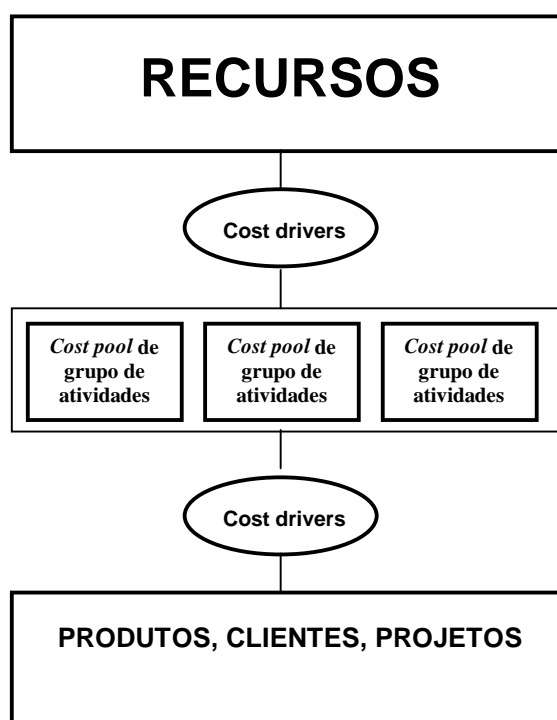 RECURSOS
Cost drivers
Cost pool de
grupo de
atividades
Cost pool de
grupo de
atividades
Cost pool de
grupo de
atividades
Cost drivers
PRODUTOS, CLIENTES, PROJETOS